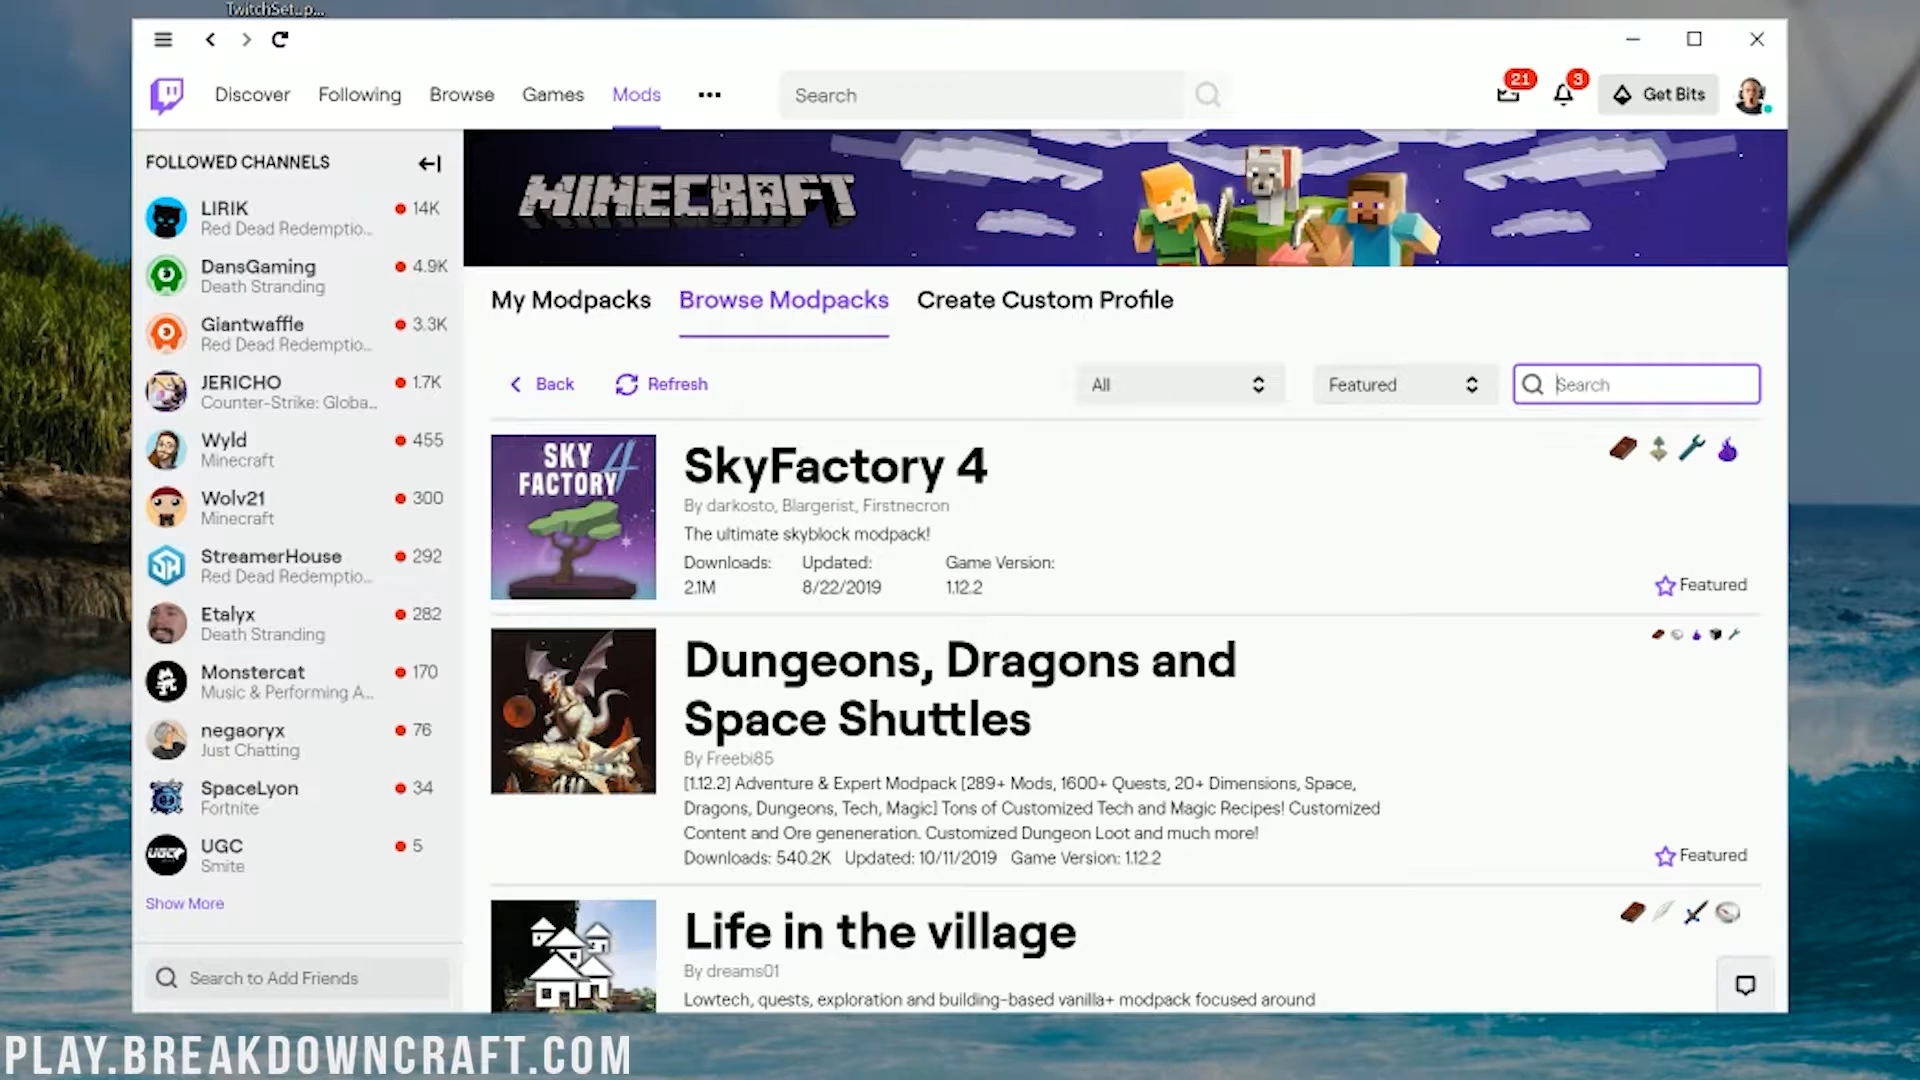 TwitchSetup...
Discover Following Browse Games Mods ••• Search 21 3 Get Bits
FOLLOWED CHANNELS
LIRIK 14K
Red Dead Redemptio...
DansGaming 4.9K
Death Stranding
Giantwaffle 3.3K
Red Dead Redemptio...
JERICHO 1.7K
Counter-Strike: Globa...
Wyld 455
Minecraft
Wolv21 300
Minecraft
StreamerHouse 292
Red Dead Redemptio...
Etalyx 282
Death Stranding
Monstercat 170
Music & Performing A...
negaoryx 76
Just Chatting
SpaceLyon 34
Fortnite
UGC 5
Smite
Show More
Search to Add Friends
MINECRAFT
My Modpacks Browse Modpacks Create Custom Profile
Back Refresh All Featured Search
SKY
FACTORY 4
SkyFactory 4
By darkosto, Blargerist, Firstnecron
The ultimate skyblock modpack!
Downloads: Updated: Game Version:
2.1M 8/22/2019 1.12.2
Featured
Dungeons, Dragons and
Space Shuttles
By Freebi85
[1.12.2] Adventure & Expert Modpack [289+ Mods, 1600+ Quests, 20+ Dimensions, Space,
Dragons, Dungeons, Tech, Magic] Tons of Customized Tech and Magic Recipes! Customized
Content and Ore geneneration. Customized Dungeon Loot and much more!
Downloads: 540.2K Updated: 10/11/2019 Game Version: 1.12.2
Featured
Life in the village
By dreams01
Lowtech, quests, exploration and building-based vanilla+ modpack focused around
PLAY.BREAKDOWNCRAFT.COM